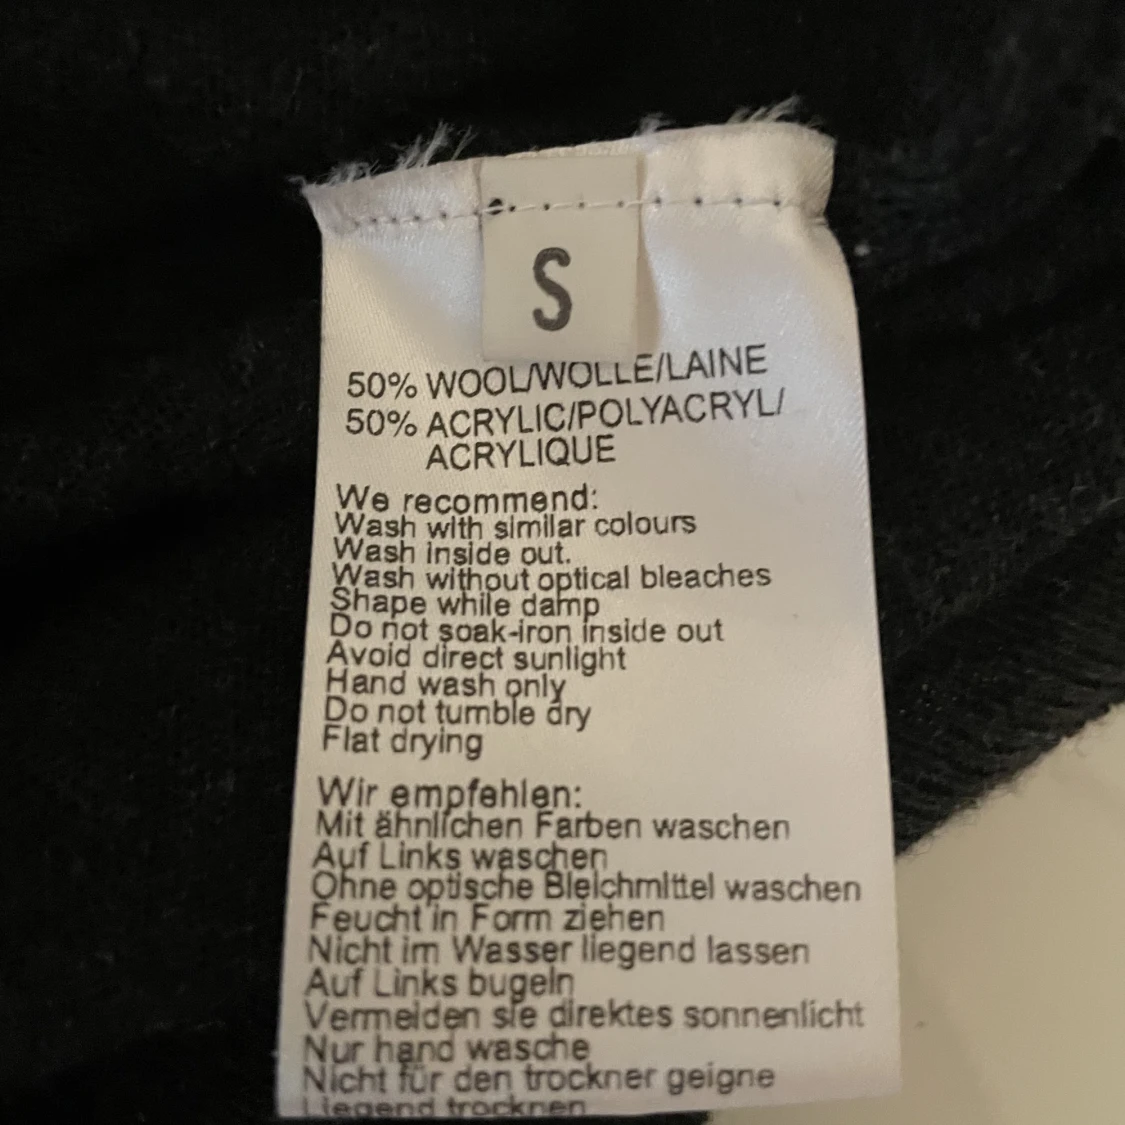 S
50% WOOL/WOLLE/LAINE
50% ACRYLIC/POLYACRYL/
ACRYLIQUE
We recommend:
Wash with similar colours
Wash inside out.
Wash without optical bleaches
Shape while damp
Do not soak-iron inside out
Avoid direct sunlight
Hand wash only
Do not tumble dry
Flat drying
Wir empfehlen:
Mit ähnlichen Farben waschen
Auf Links waschen
Ohne optische Bleichmittel waschen
Feucht in Form ziehen
Nicht im Wasser liegend lassen
Auf Links bugeln
Vermeiden sie direktes sonnenlicht
Nur hand wasche
Nicht für den trockner geigne
Liegend trocknen